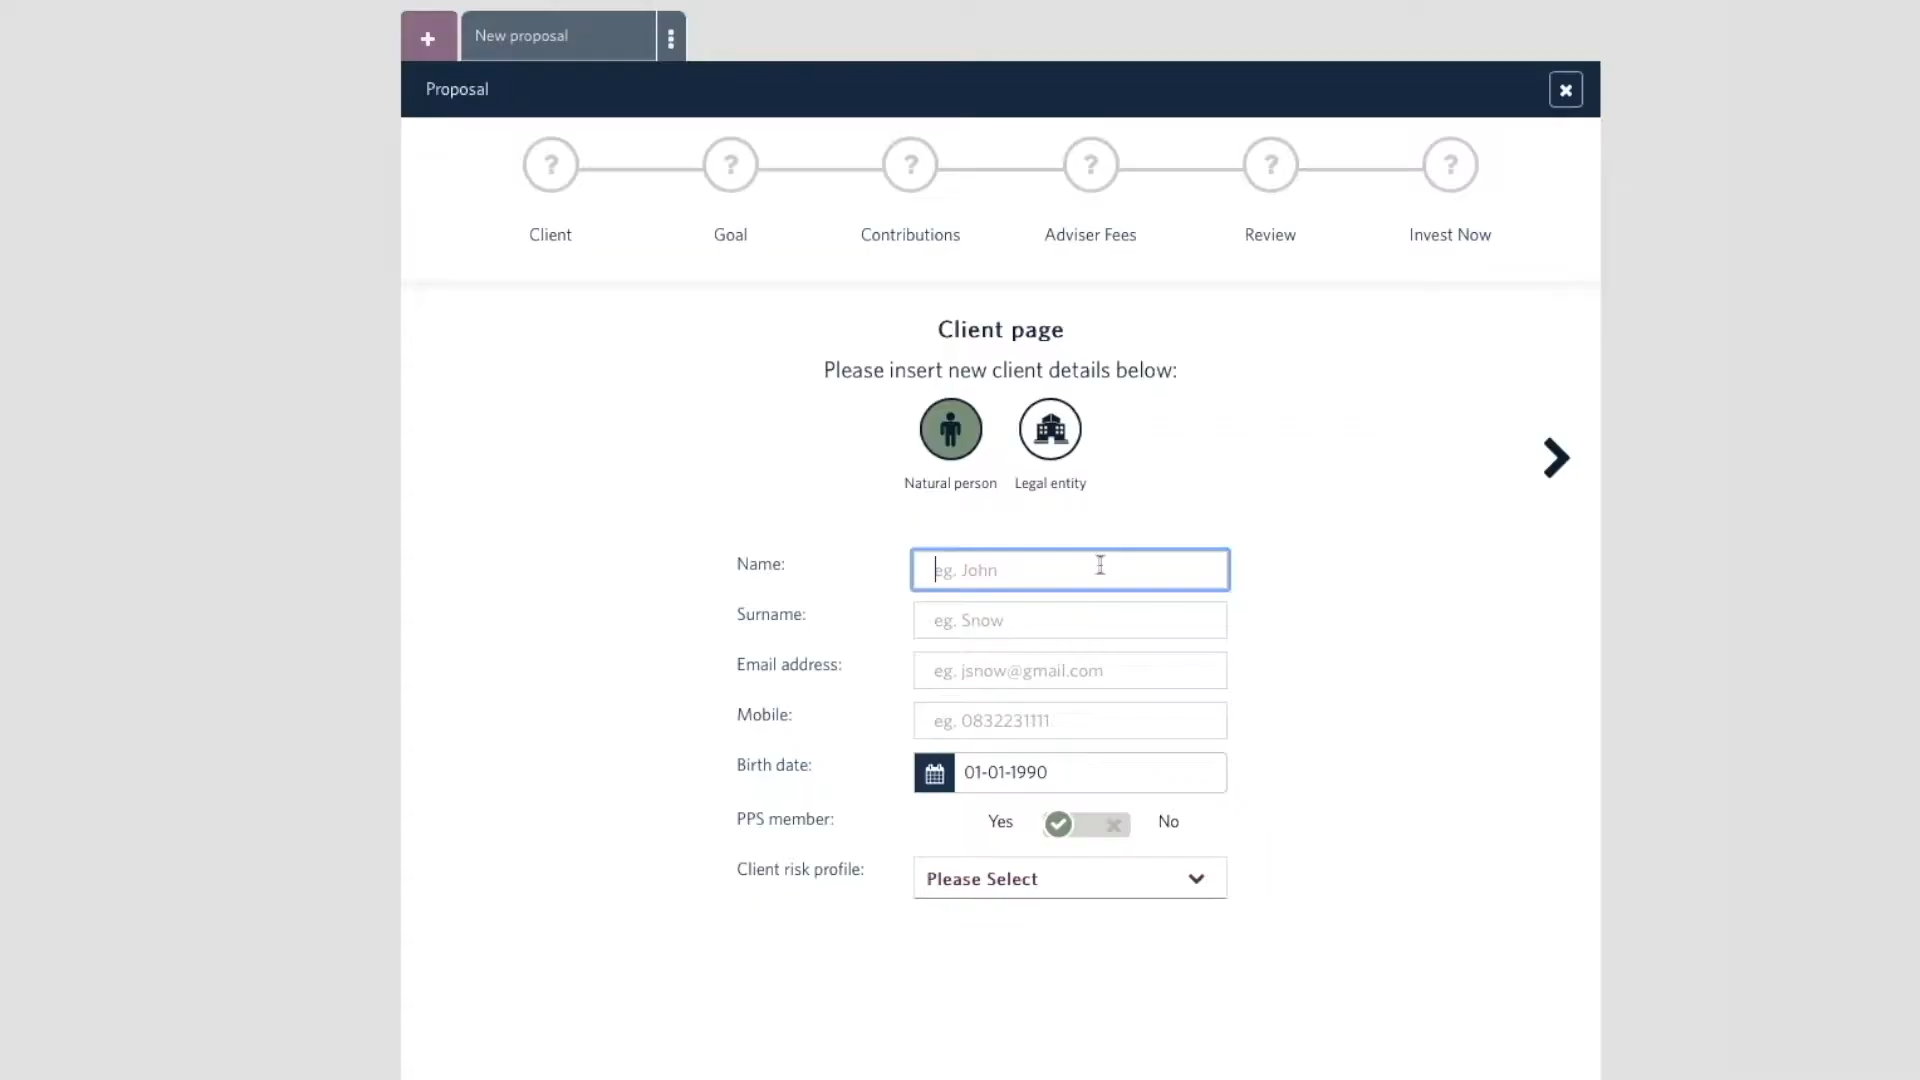 New proposal
Proposal
? ? ? ? ? ?
Client Goal Contributions Adviser Fees Review Invest Now
Client page
Please insert new client details below:
Natural person Legal entity
Name: eg. John
Surname: eg. Snow
Email address: eg. jsnow@gmail.com
Mobile: eg. 0832231111
Birth date: 01-01-1990
PPS member: Yes No
Client risk profile: Please Select